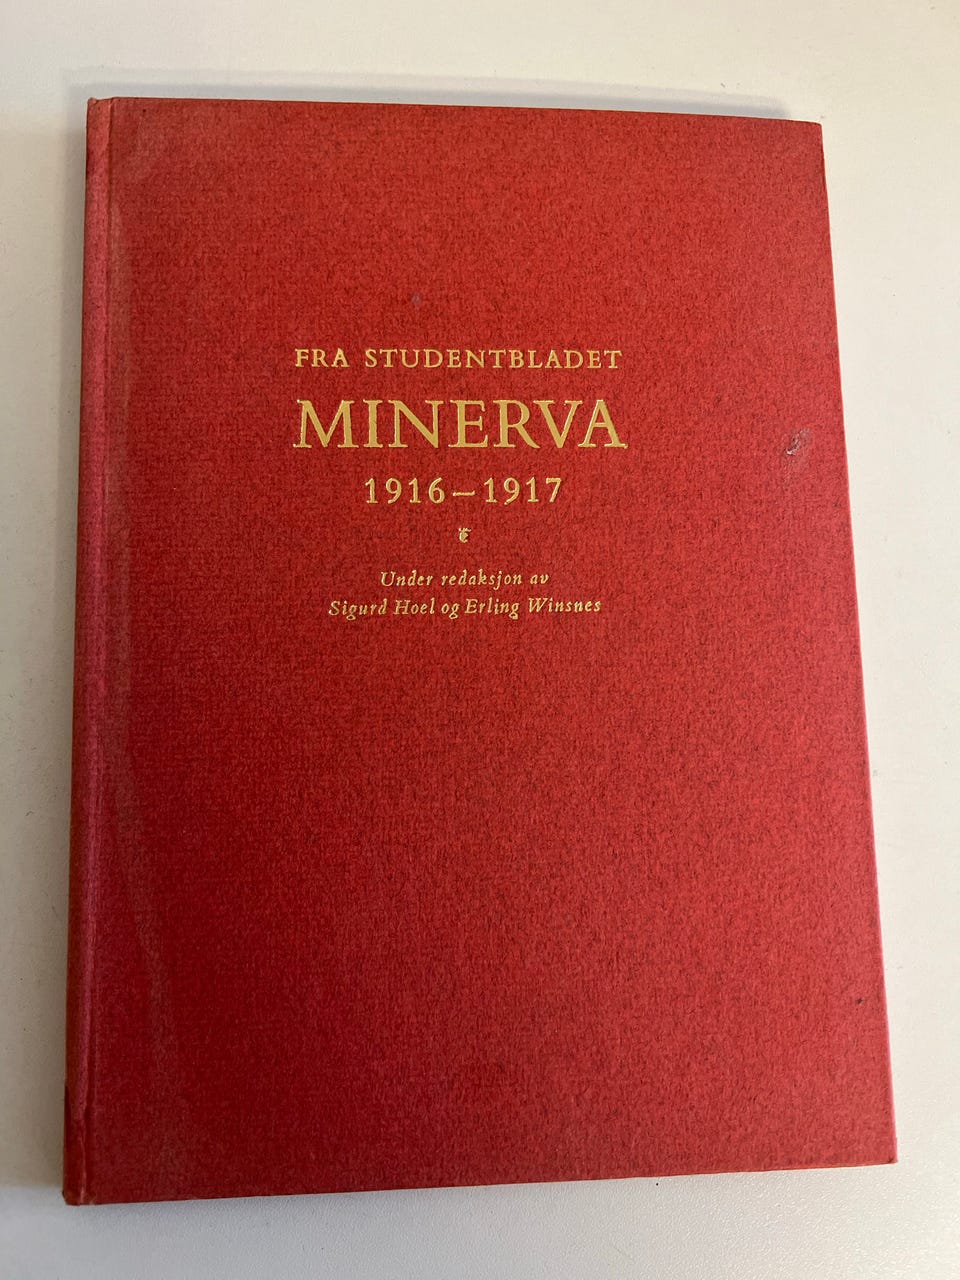 FRA STUDENTBLADET
MINERVA
1916–1917
Under redaksjon av
Sigurd Hoel og Erling Winsnes